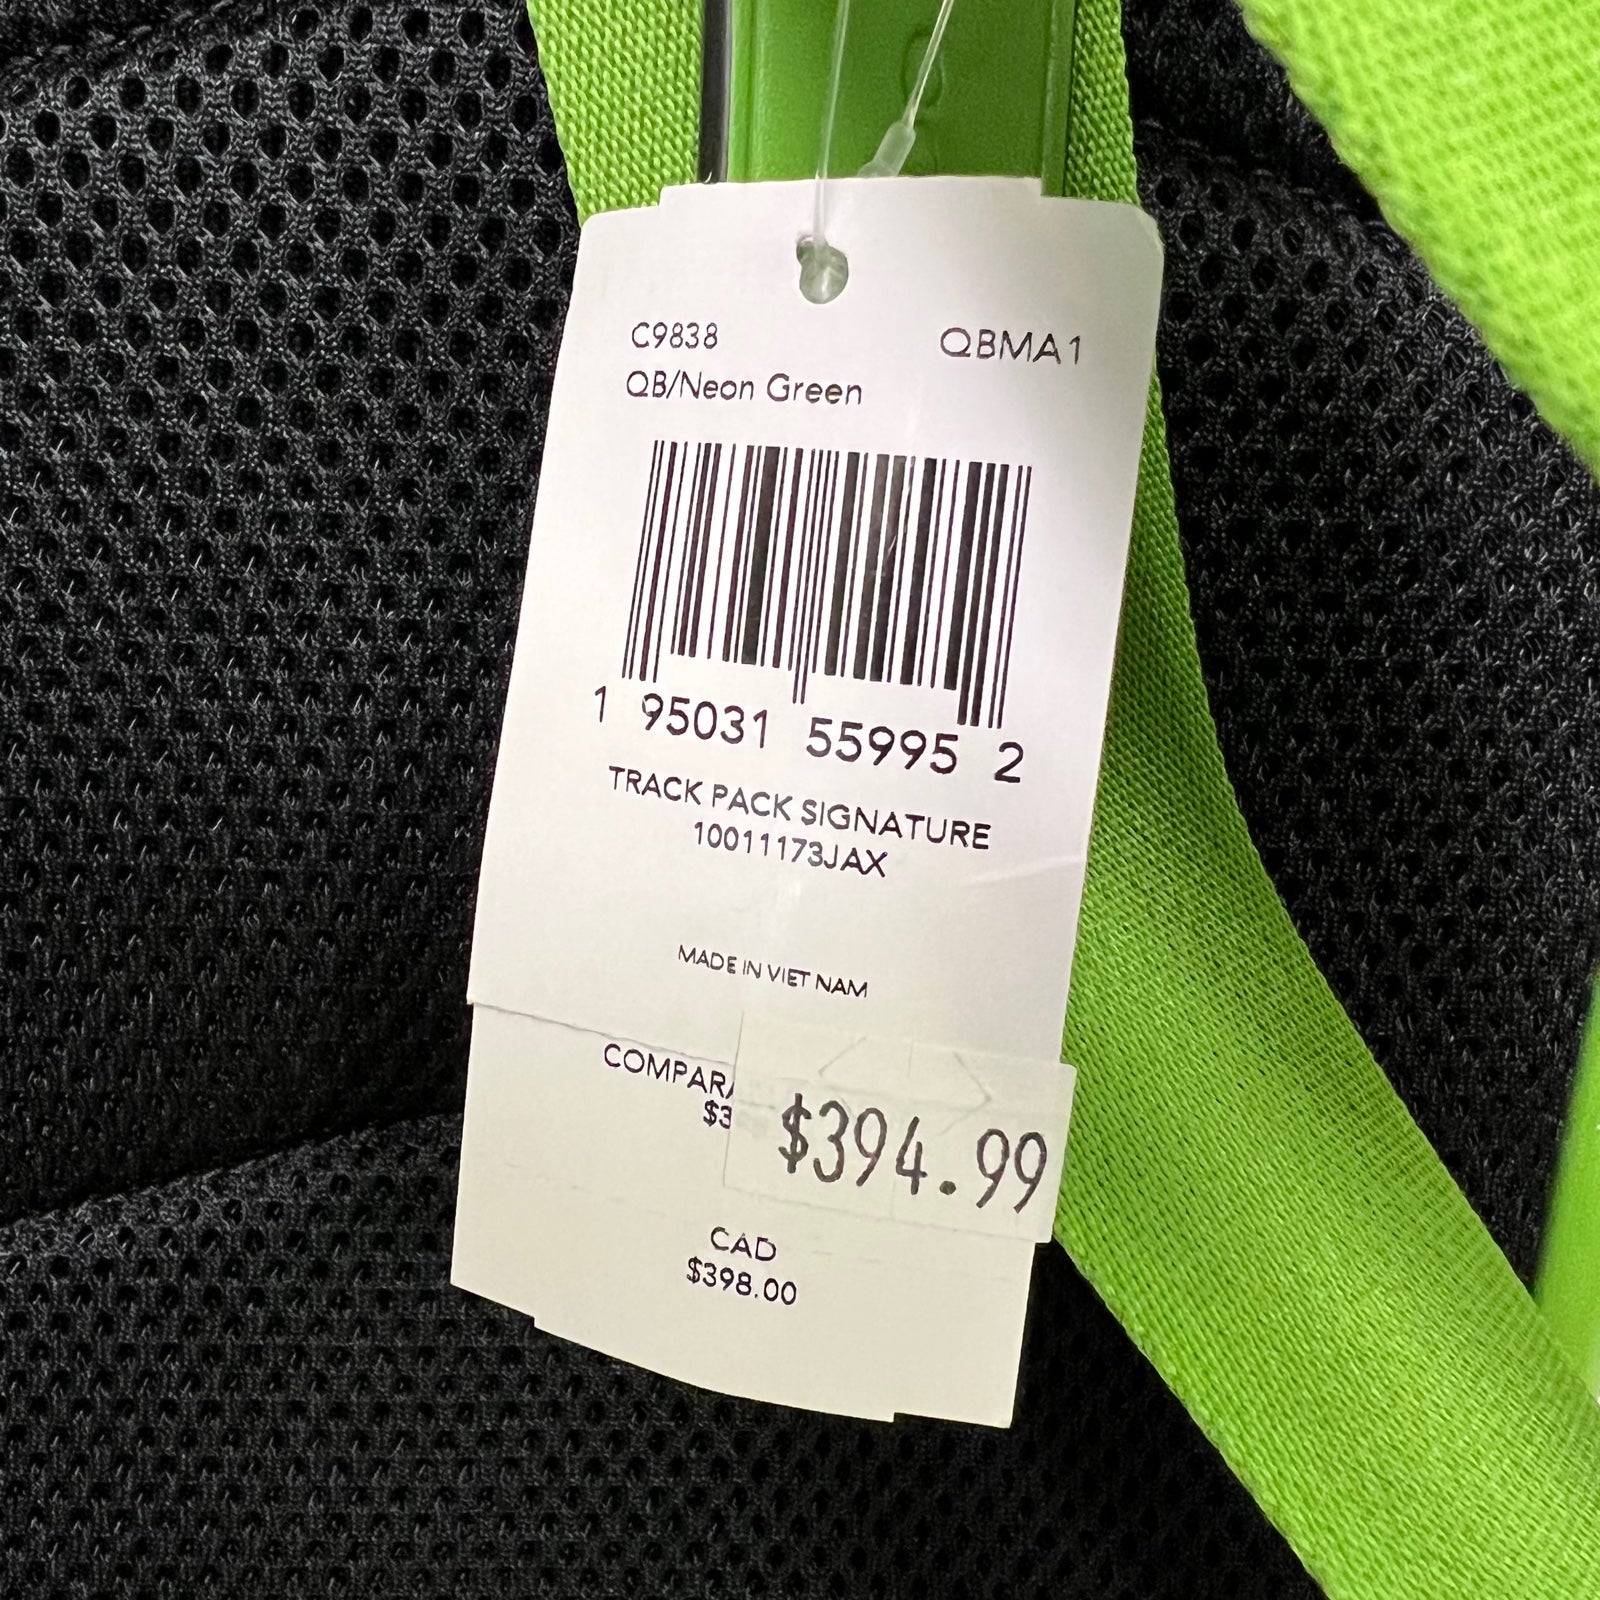 C9838 QBMA1
QB/Neon Green
1 95031 55995 2
TRACK PACK SIGNATURE
10011173JAX
MADE IN VIET NAM
$394.99
CAD
$398.00